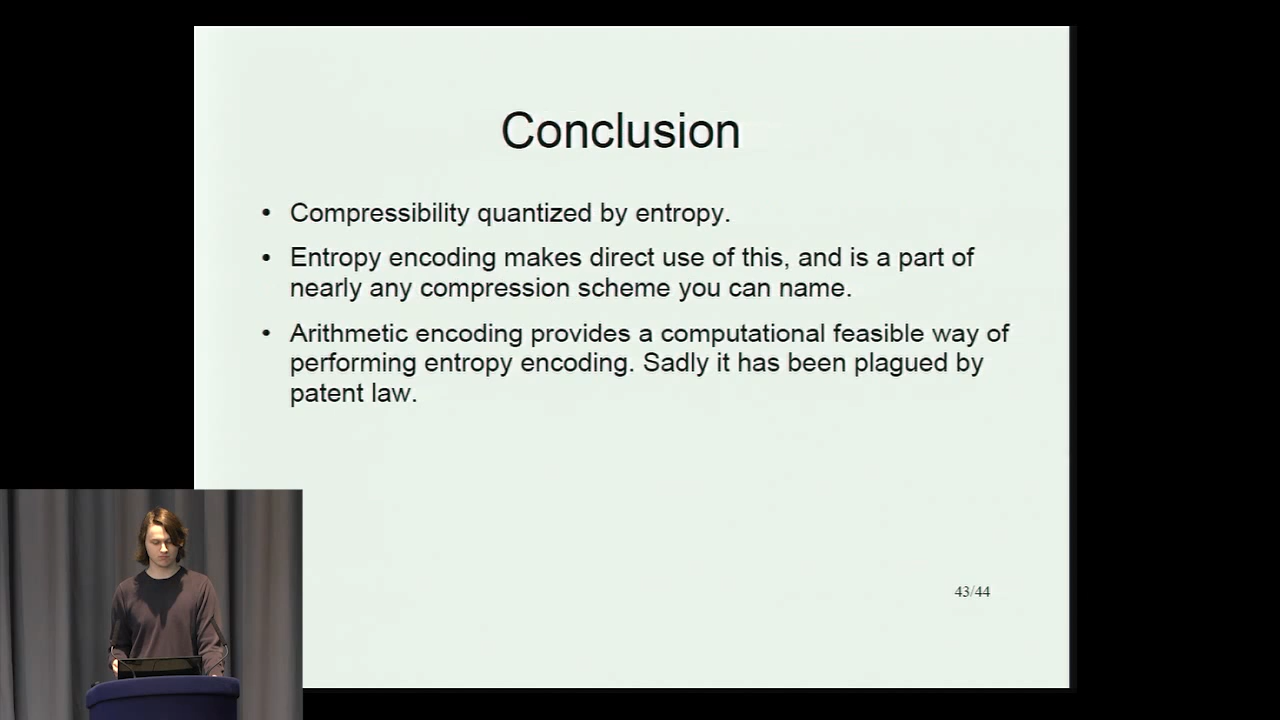 Conclusion
• Compressibility quantized by entropy.
• Entropy encoding makes direct use of this, and is a part of
nearly any compression scheme you can name.
• Arithmetic encoding provides a computational feasible way of
performing entropy encoding. Sadly it has been plagued by
patent law.
43/44